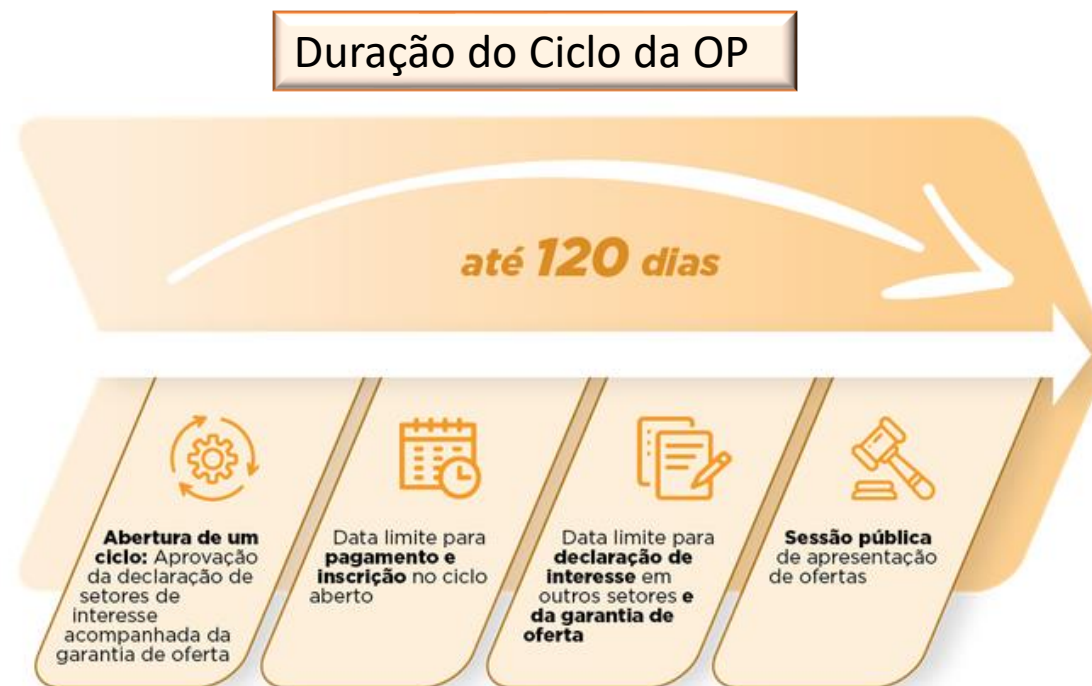 Duração do Ciclo da OP
até 120 dias
Abertura de um
ciclo: Aprovação
da declaração de
setores de
interesse
acompanhada da
garantia de oferta
Data limite para
pagamento e
inscrição no ciclo
aberto
Data limite para
declaração de
interesse em
outros setores e
da garantia de
oferta
Sessão pública
de apresentação
de ofertas